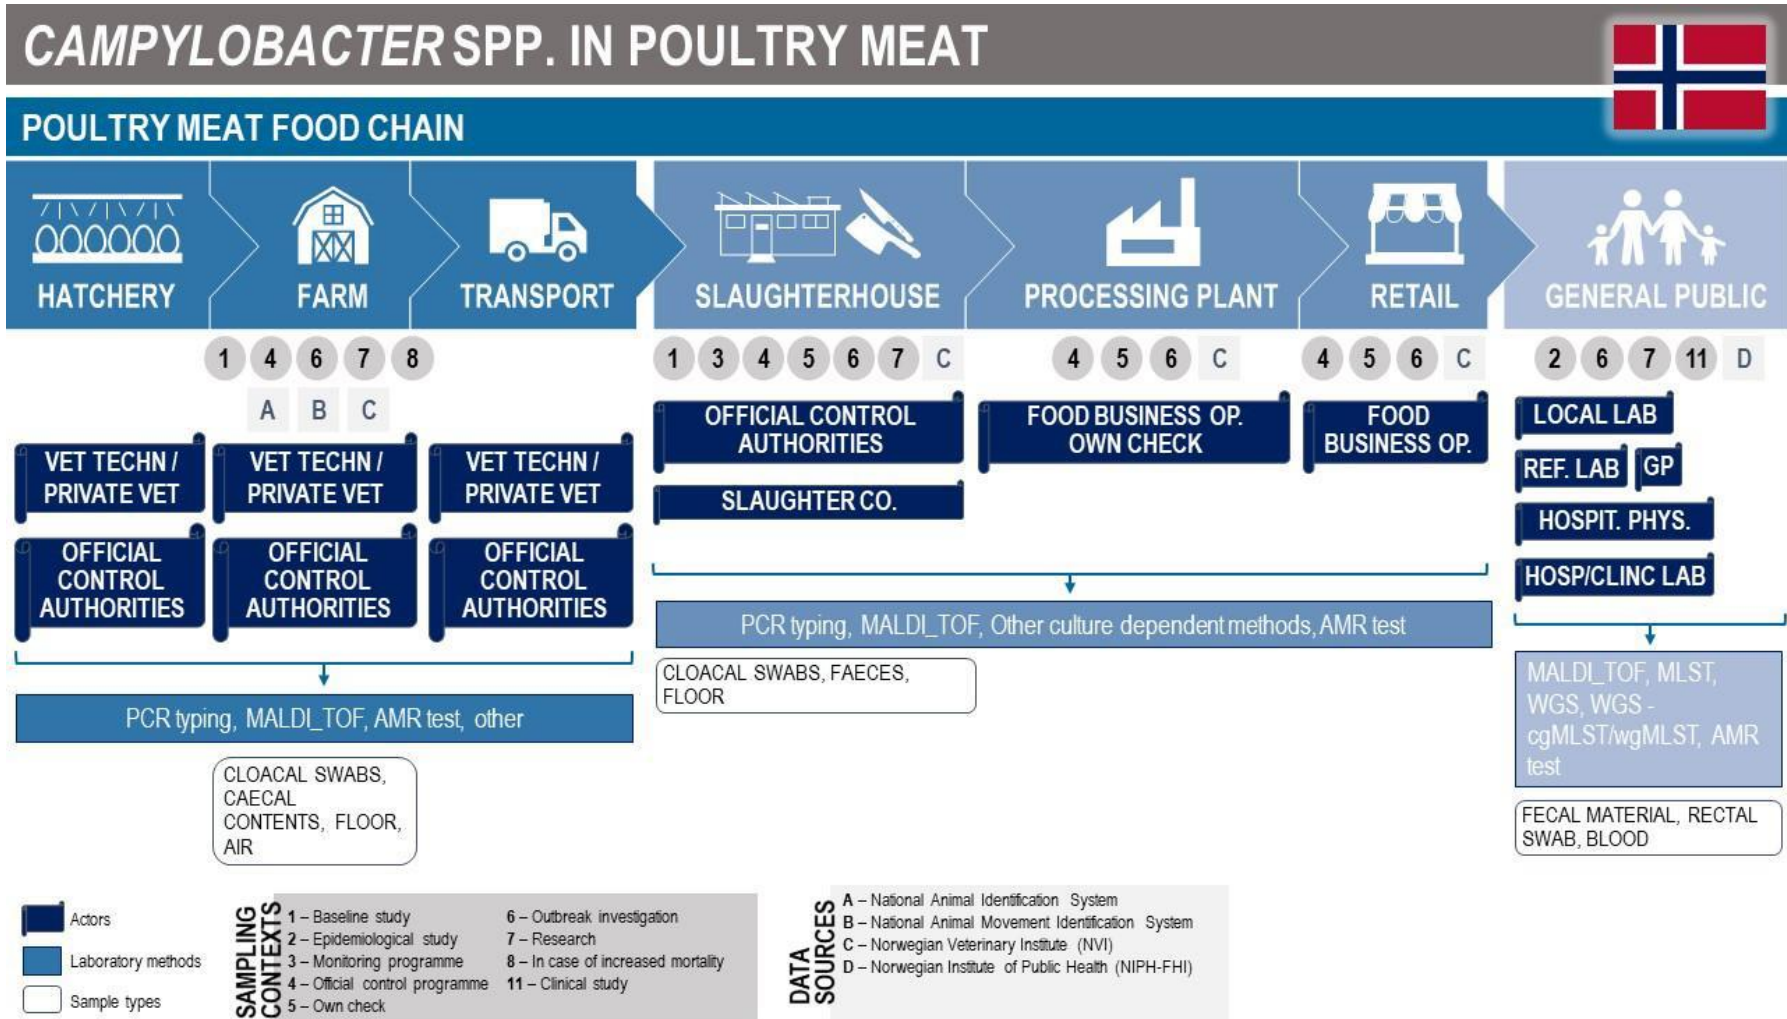 CAMPYLOBACTER SPP. IN POULTRY MEAT
POULTRY MEAT FOOD CHAIN
HATCHERY
FARM
TRANSPORT
SLAUGHTERHOUSE
PROCESSING PLANT
RETAIL
GENERAL PUBLIC
1 4 6 7 8
A B C
1 3 4 5 6 7 C
4 5 6 C
4 5 6 C
2 6 7 11 D
VET TECHN /
PRIVATE VET
VET TECHN /
PRIVATE VET
VET TECHN /
PRIVATE VET
OFFICIAL
CONTROL
AUTHORITIES
OFFICIAL
CONTROL
AUTHORITIES
OFFICIAL
CONTROL
AUTHORITIES
PCR typing, MALDI_TOF, AMR test, other
CLOACAL SWABS,
CAECAL
CONTENTS, FLOOR,
AIR
OFFICIAL CONTROL
AUTHORITIES
SLAUGHTER CO.
FOOD BUSINESS OP.
OWN CHECK
FOOD
BUSINESS OP.
PCR typing, MALDI_TOF, Other culture dependent methods, AMR test
CLOACAL SWABS, FAECES,
FLOOR
LOCAL LAB
REF. LAB
GP
HOSPIT. PHYS.
HOSP/CLINC LAB
MALDI_TOF, MLST,
WGS, WGS -
cgMLST/wgMLST, AMR
test
FECAL MATERIAL, RECTAL
SWAB, BLOOD
Actors
Laboratory methods
Sample types
SAMPLING
CONTEXTS
1 – Baseline study
2 – Epidemiological study
3 – Monitoring programme
4 – Official control programme
5 – Own check
6 – Outbreak investigation
7 – Research
8 – In case of increased mortality
11 – Clinical study
DATA
SOURCES
A – National Animal Identification System
B – National Animal Movement Identification System
C – Norwegian Veterinary Institute (NVI)
D – Norwegian Institute of Public Health (NIPH-FHI)